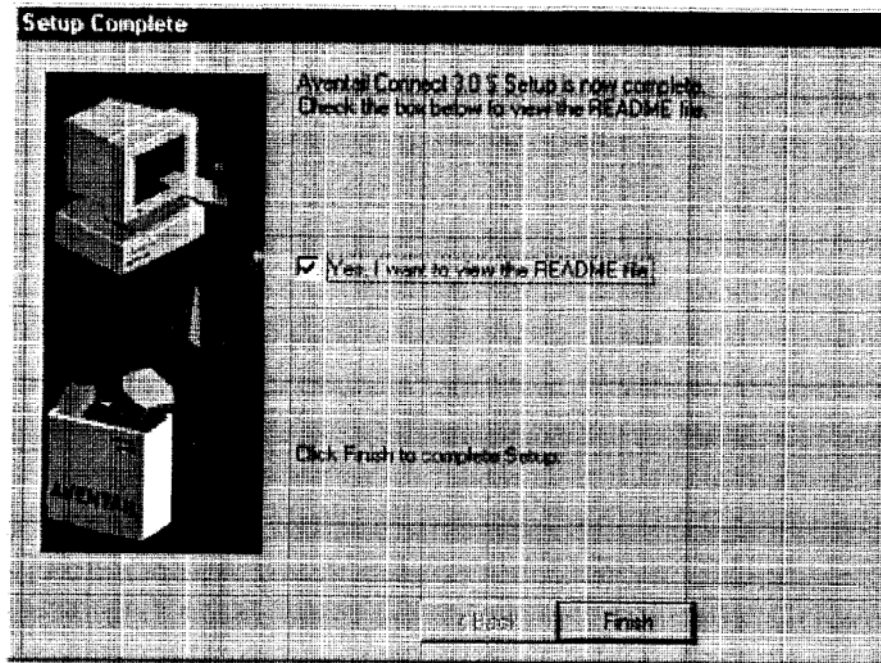 Setup Complete
Aventail Connect 3.0 S Setup is now complete.
Check the box below to view the README file.
Yes, I want to view the README file
AVENTAIL
Click Finish to complete Setup.
< Back
Finish